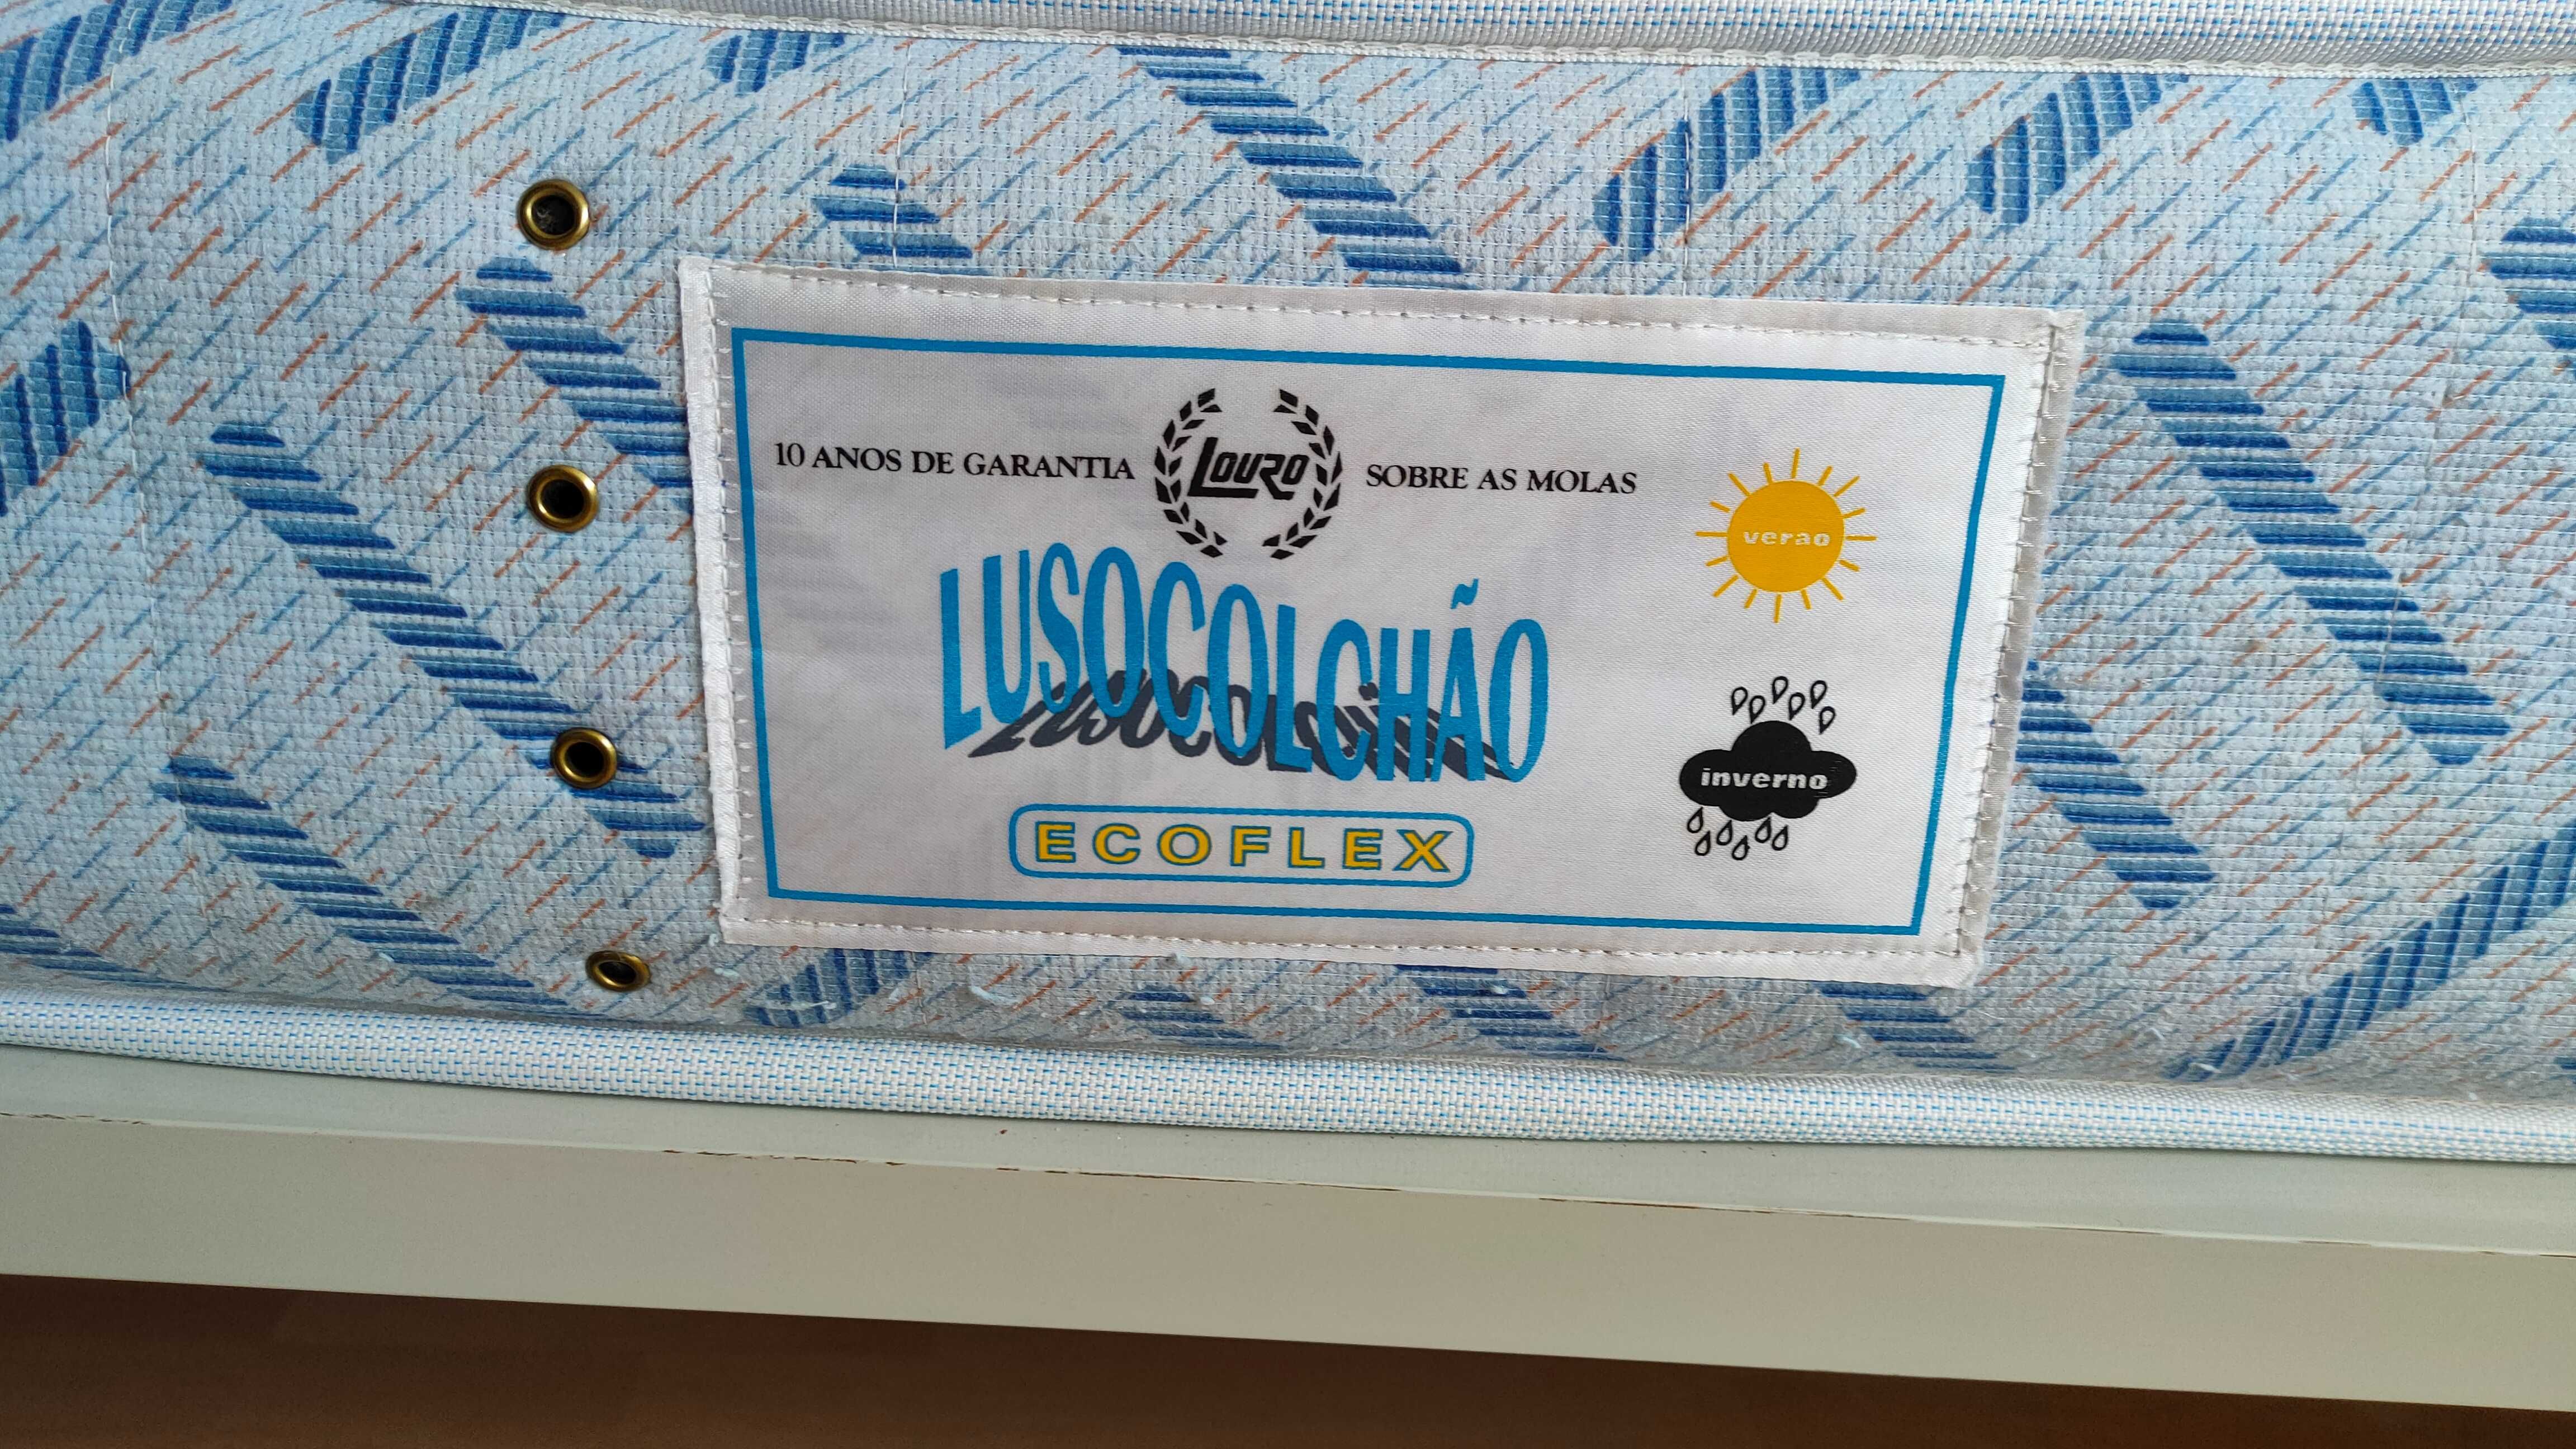 10 ANOS DE GARANTIA LOURO SOBRE AS MOLAS
verao
LUSOCOLCHÃO
inverno
ECOFLEX